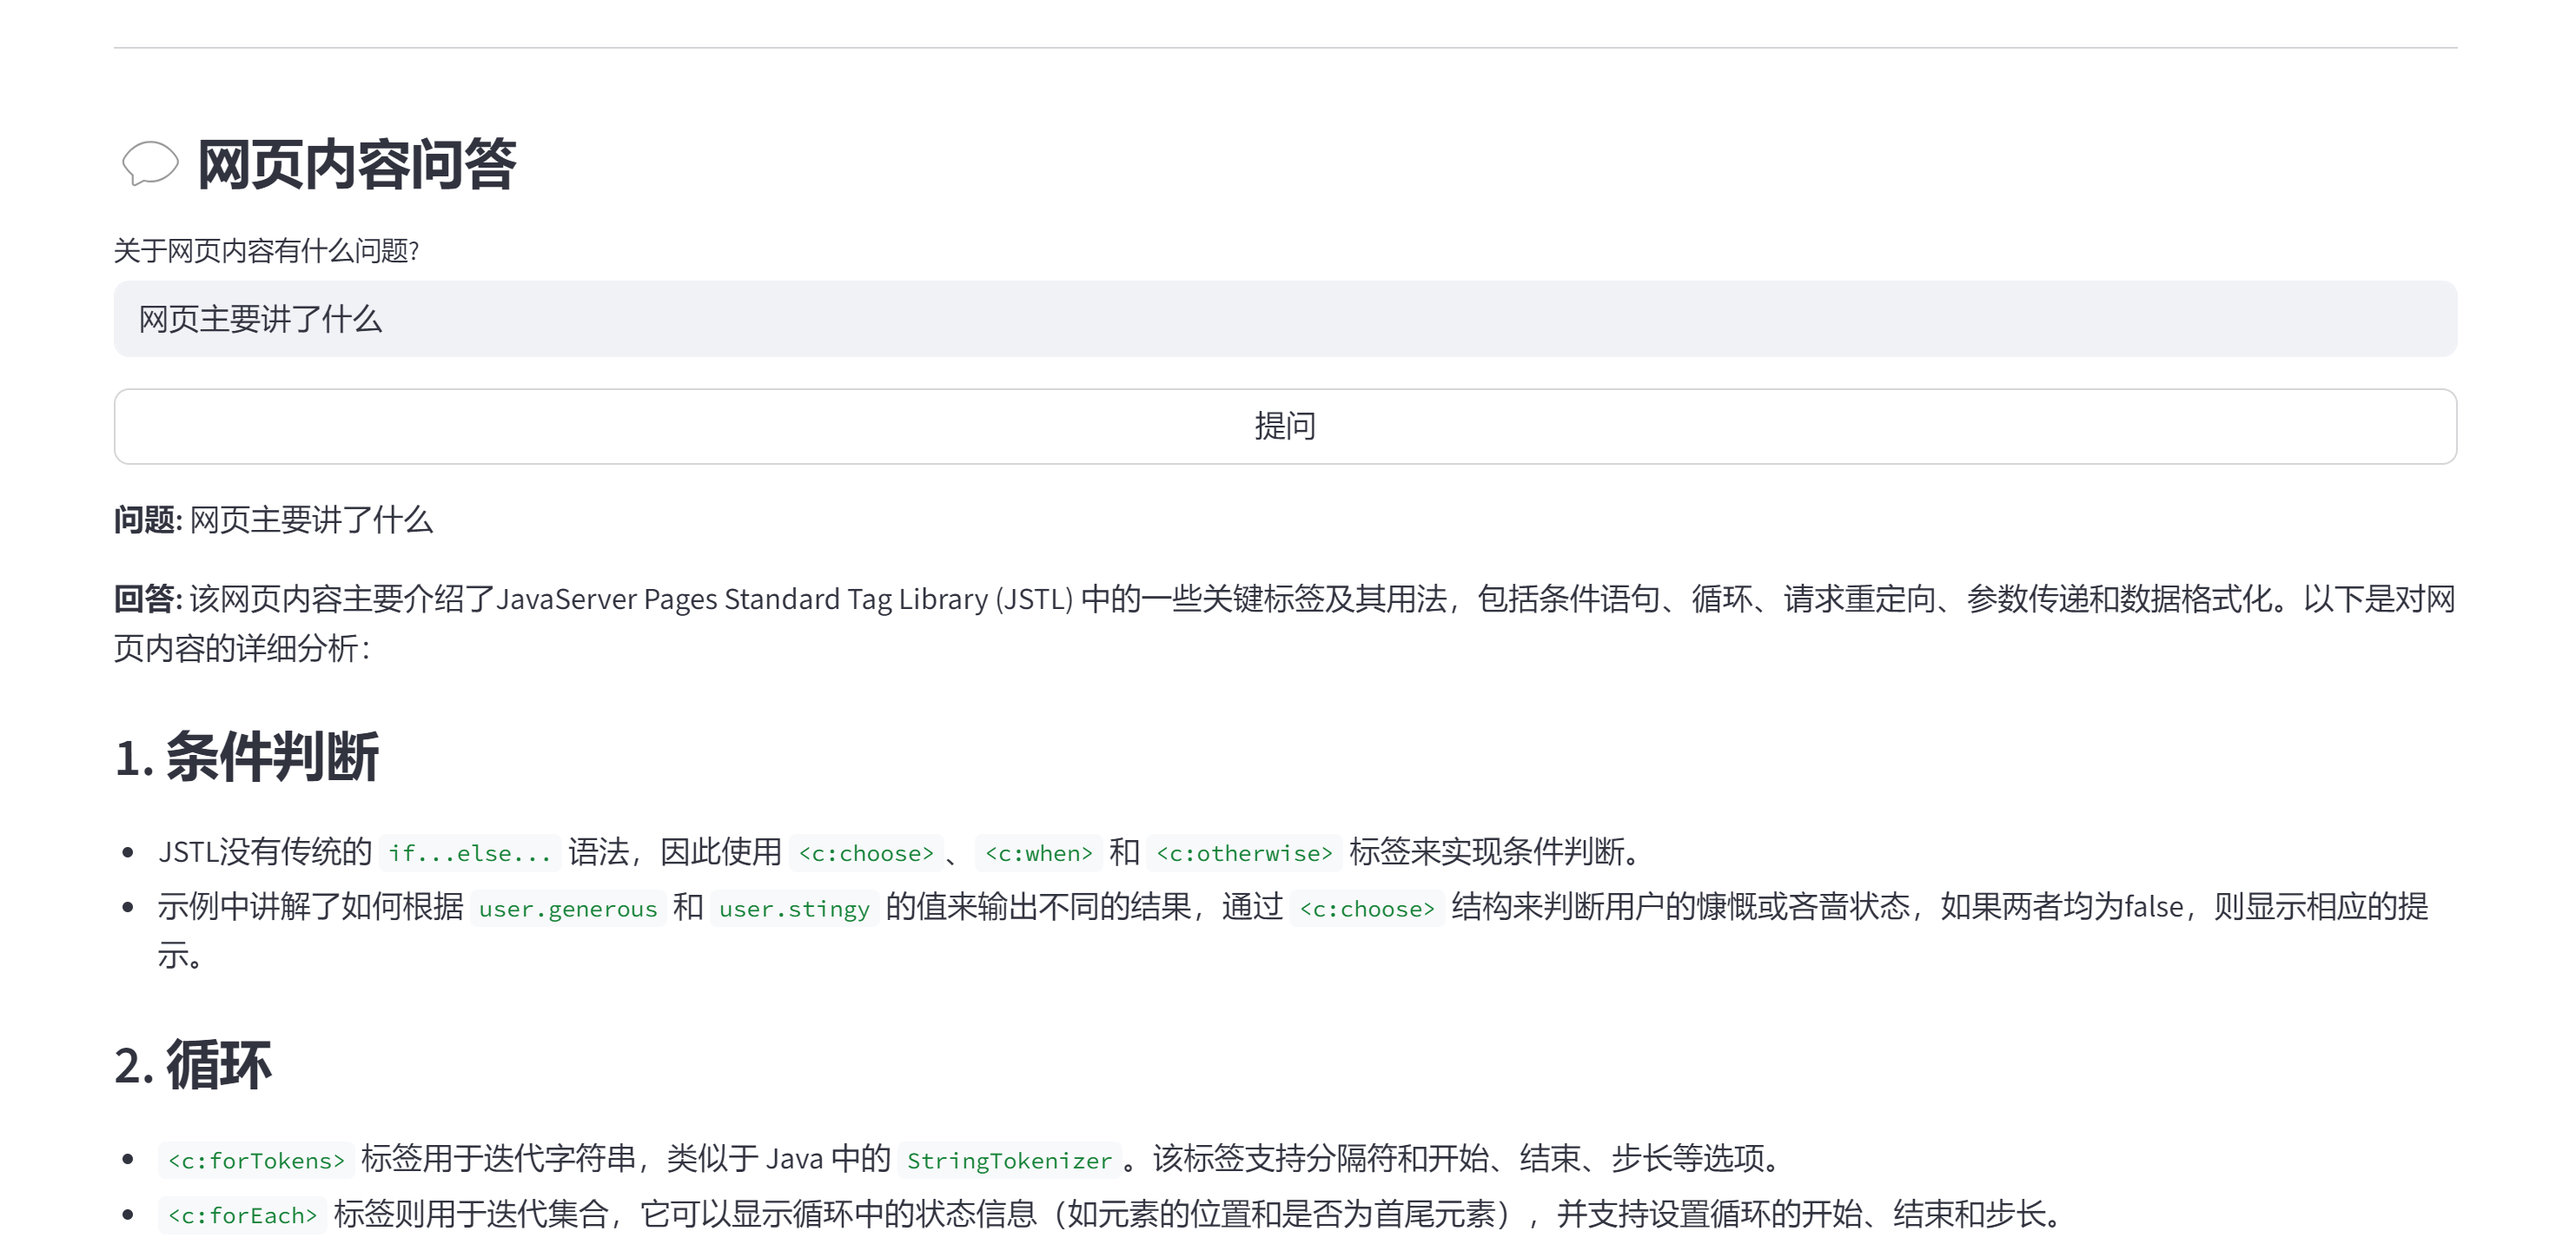 网页内容问答
关于网页内容有什么问题?
网页主要讲了什么
提问
问题: 网页主要讲了什么
回答: 该网页内容主要介绍了JavaServer Pages Standard Tag Library (JSTL) 中的一些关键标签及其用法，包括条件语句、循环、请求重定向、参数传递和数据格式化。以下是对网
页内容的详细分析：
1. 条件判断
• JSTL没有传统的 if...else... 语法，因此使用 <c:choose> 、 <c:when> 和 <c:otherwise> 标签来实现条件判断。
• 示例中讲解了如何根据 user.generous 和 user.stingy 的值来输出不同的结果，通过 <c:choose> 结构来判断用户的慷慨或吝啬状态，如果两者均为false，则显示相应的提
示。
2. 循环
• <c:forTokens> 标签用于迭代字符串，类似于 Java 中的 StringTokenizer 。该标签支持分隔符和开始、结束、步长等选项。
• <c:forEach> 标签则用于迭代集合，它可以显示循环中的状态信息（如元素的位置和是否为首尾元素），并支持设置循环的开始、结束和步长。